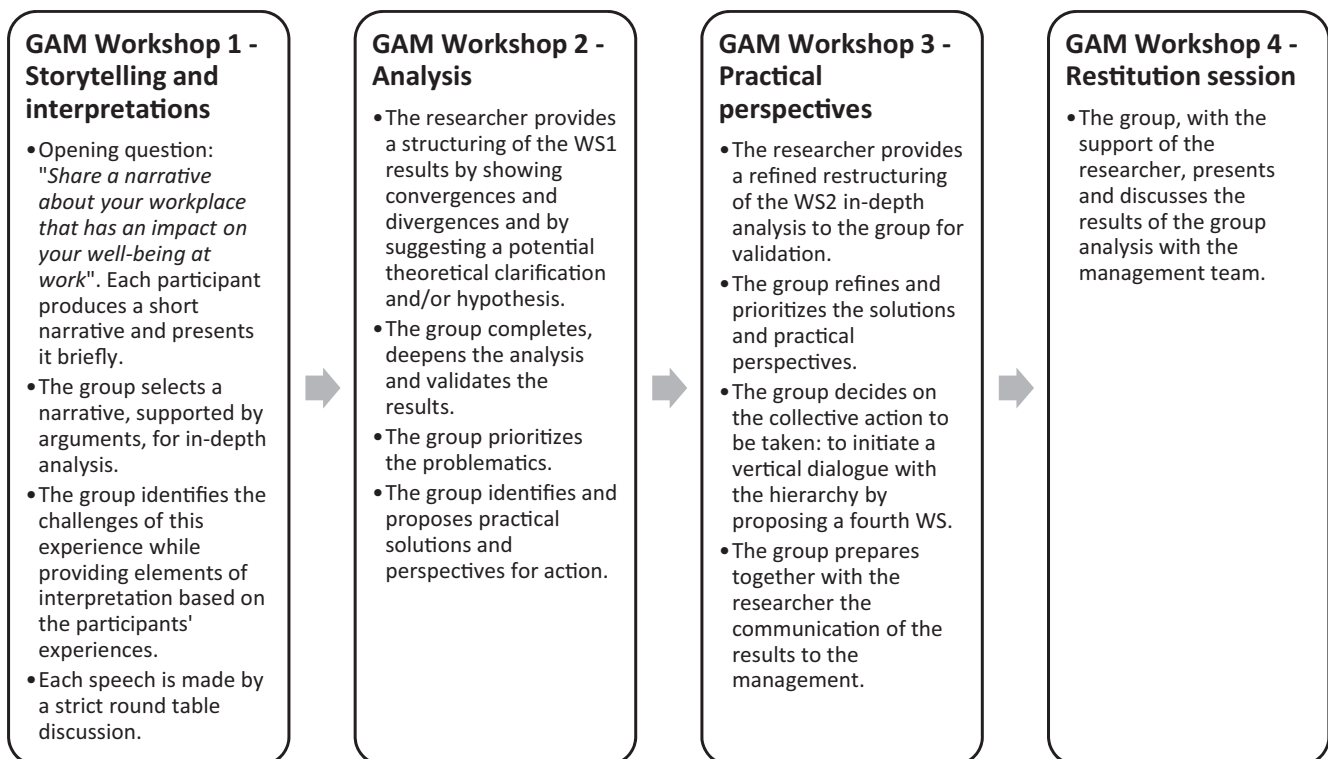 GAM Workshop 1 -
Storytelling and
interpretations
•Opening question:
"Share a narrative
about your workplace
that has an impact on
your well-being at
work". Each participant
produces a short
narrative and presents
it briefly.
•The group selects a
narrative, supported by
arguments, for in-depth
analysis.
•The group identifies the
challenges of this
experience while
providing elements of
interpretation based on
the participants'
experiences.
•Each speech is made by
a strict round table
discussion.
GAM Workshop 2 -
Analysis
•The researcher provides
a structuring of the WS1
results by showing
convergences and
divergences and by
suggesting a potential
theoretical clarification
and/or hypothesis.
•The group completes,
deepens the analysis
and validates the
results.
•The group prioritizes
the problematics.
•The group identifies and
proposes practical
solutions and
perspectives for action.
GAM Workshop 3 -
Practical
perspectives
•The researcher provides
a refined restructuring
of the WS2 in-depth
analysis to the group for
validation.
•The group refines and
prioritizes the solutions
and practical
perspectives.
•The group decides on
the collective action to
be taken: to initiate a
vertical dialogue with
the hierarchy by
proposing a fourth WS.
•The group prepares
together with the
researcher the
communication of the
results to the
management.
GAM Workshop 4 -
Restitution session
•The group, with the
support of the
researcher, presents
and discusses the
results of the group
analysis with the
management team.